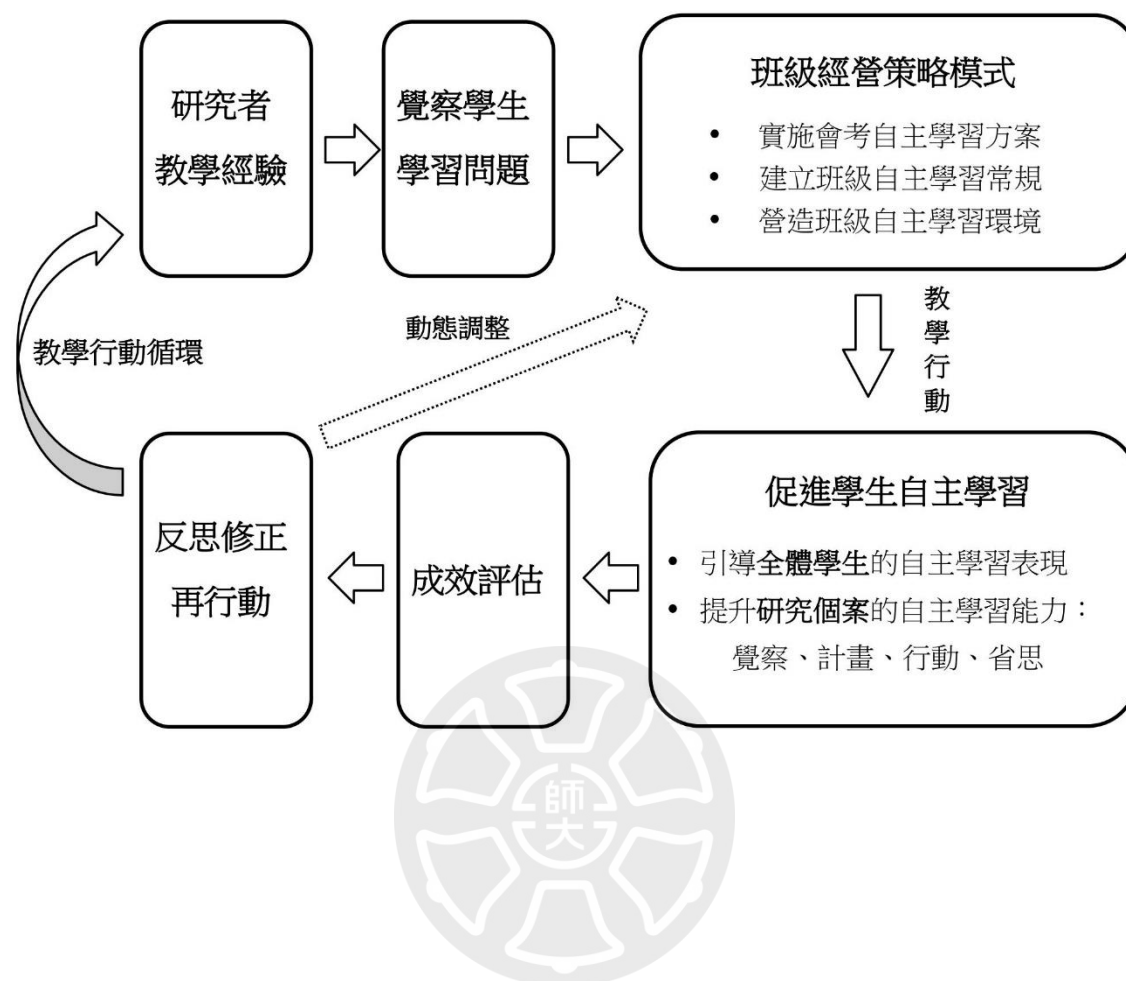 研究者
教學經驗
覺察學生
學習問題
班級經營策略模式
• 實施會考自主學習方案
• 建立班級自主學習常規
• 營造班級自主學習環境
教學行動
動態調整
教學行動循環
促進學生自主學習
• 引導全體學生的自主學習表現
• 提升研究個案的自主學習能力：
覺察、計畫、行動、省思
成效評估
反思修正
再行動
師大